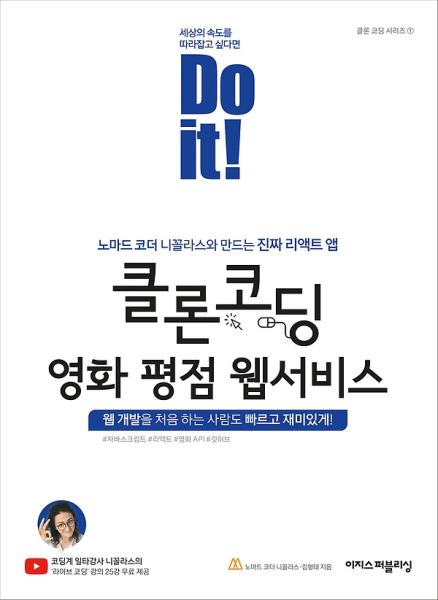 세상의 속도를
따라잡고 싶다면
클론 코딩 시리즈 ①
Do
it!
노마드 코더 니꼴라스와 만드는 진짜 리액트 앱
클론코딩
영화 평점 웹서비스
웹 개발을 처음 하는 사람도 빠르고 재미있게!
#자바스크립트 #리액트 #영화 API #깃허브
코딩계 일타강사 니꼴라스의
'라이브 코딩' 강의 25강 무료 제공
노마드 코더 니꼴라스·김형태 지음
이지스퍼블리싱